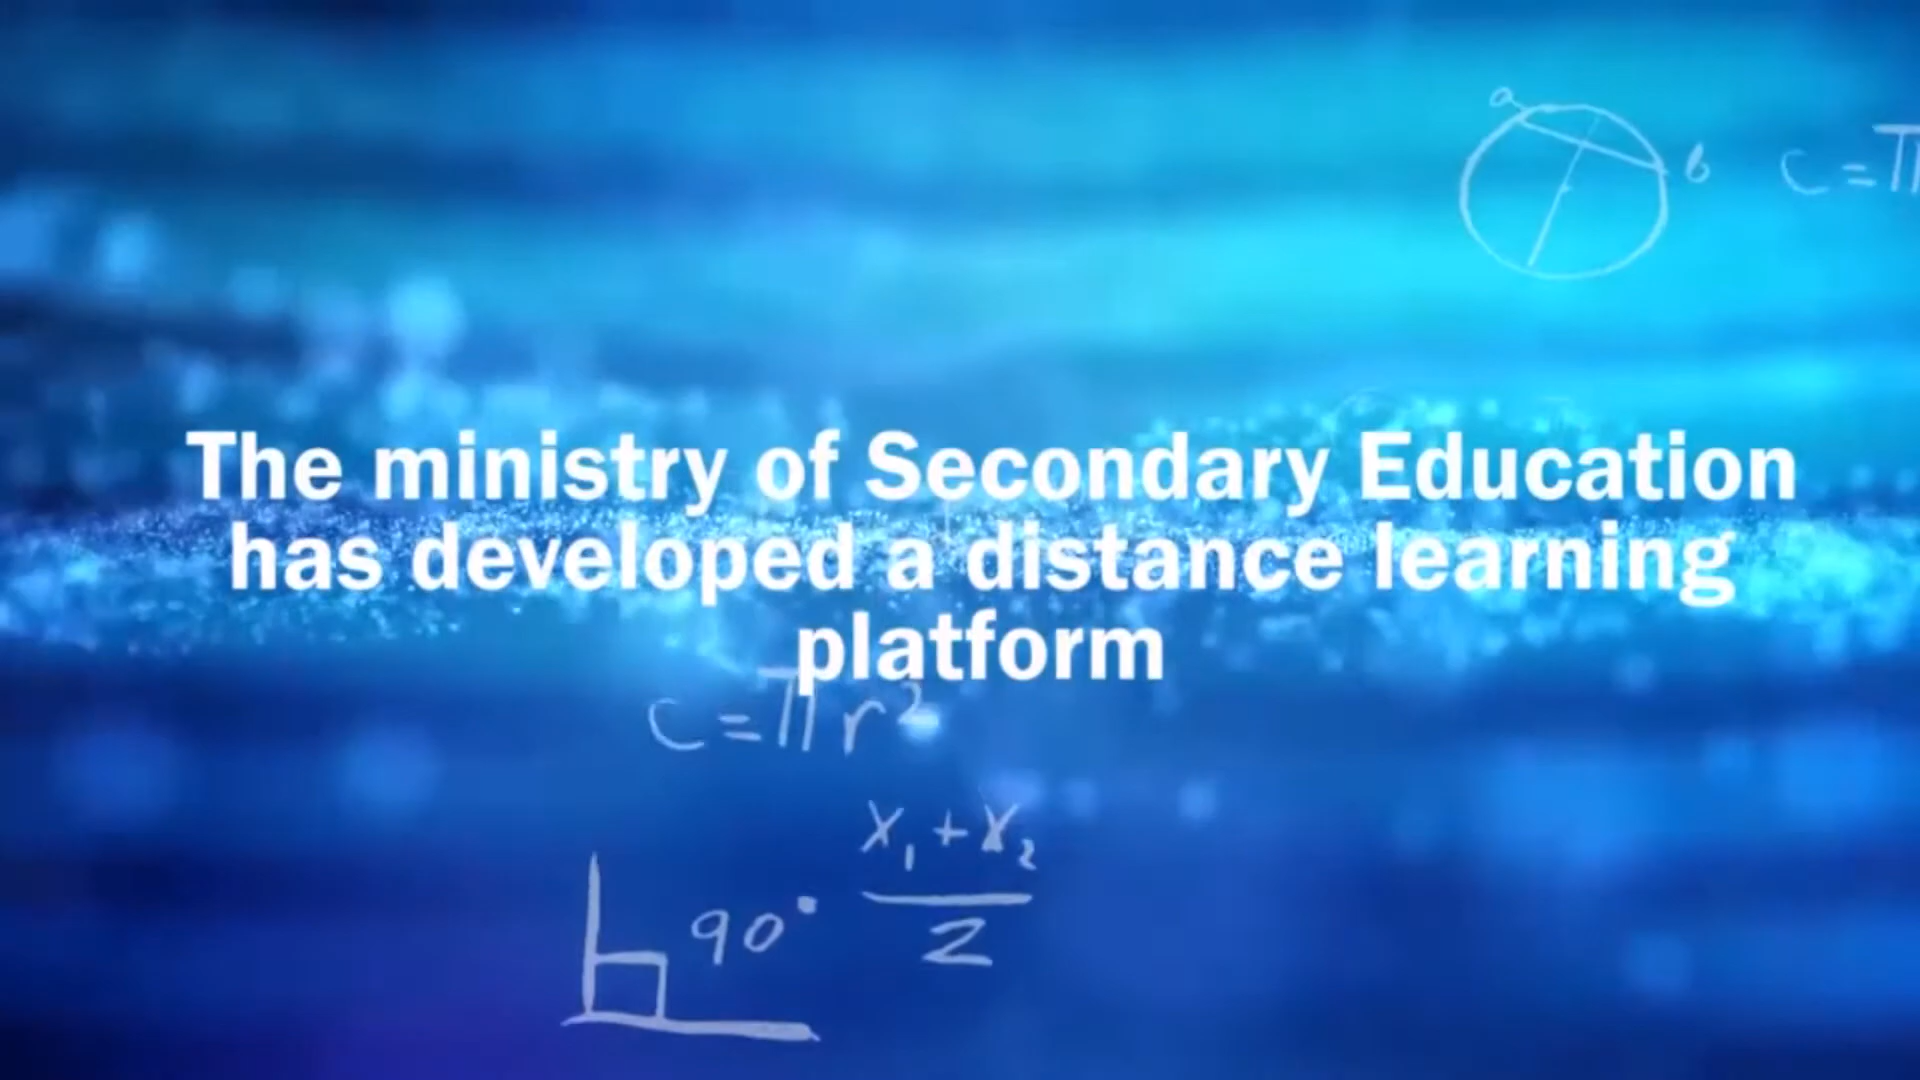 a
b
C=π
The ministry of Secondary Education
has developed a distance learning
platform
C=πr²
x₁+x₂
2
90°